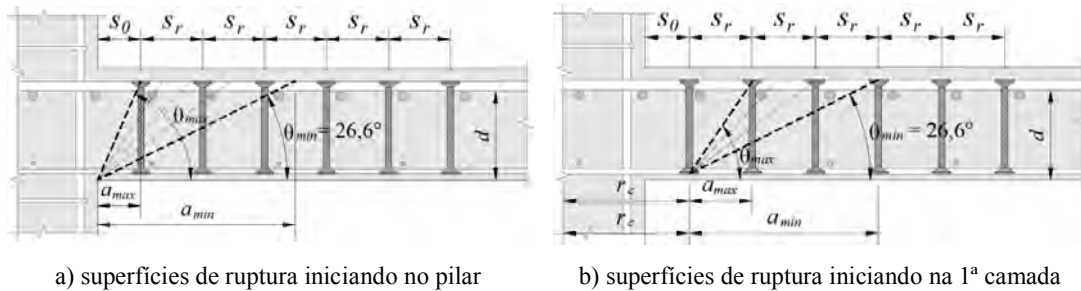 s₀ sᵣ sᵣ sᵣ sᵣ sᵣ
θmax
θmin = 26,6°
d
amax
amin
s₀ sᵣ sᵣ sᵣ sᵣ sᵣ
θmin = 26,6°
θmax
d
rc amax
rc amin
a) superfícies de ruptura iniciando no pilar
b) superfícies de ruptura iniciando na 1ª camada